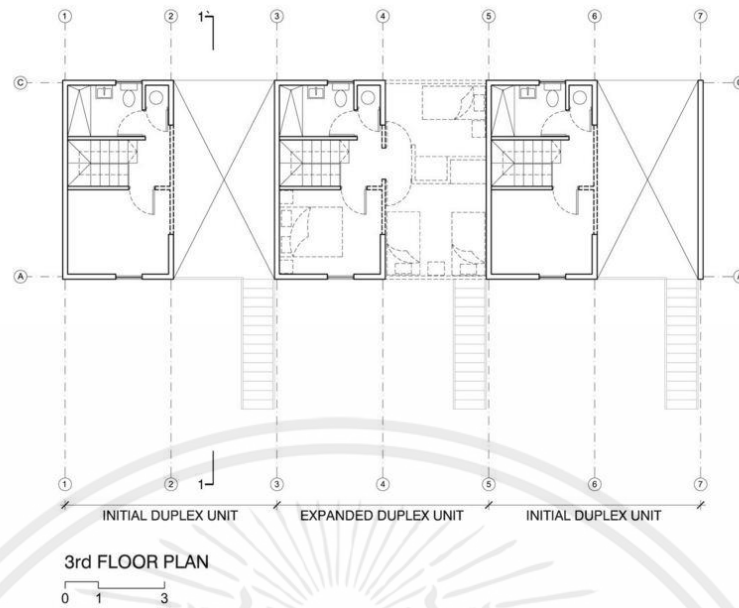 1 2 1' 3 4 5 6 7
C
A A
1 2 1 3 4 5 6 7
INITIAL DUPLEX UNIT EXPANDED DUPLEX UNIT INITIAL DUPLEX UNIT
3rd FLOOR PLAN
0 1 3